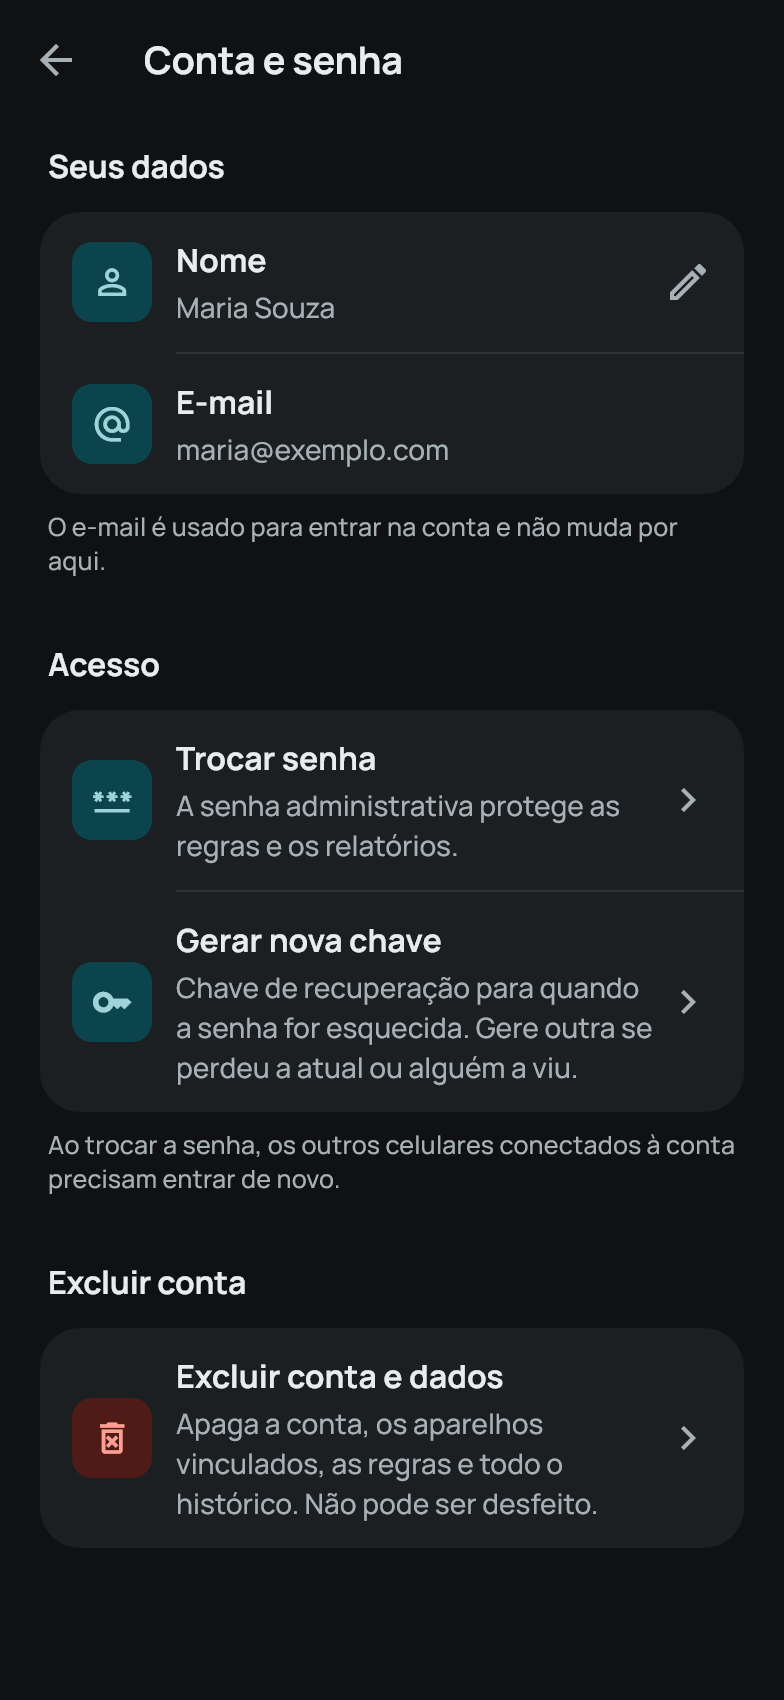 Conta e senha
Seus dados
Nome
Maria Souza
E-mail
maria@exemplo.com
O e-mail é usado para entrar na conta e não muda por
aqui.
Acesso
Trocar senha
A senha administrativa protege as
regras e os relatórios.
Gerar nova chave
Chave de recuperação para quando
a senha for esquecida. Gere outra se
perdeu a atual ou alguém a viu.
Ao trocar a senha, os outros celulares conectados à conta
precisam entrar de novo.
Excluir conta
Excluir conta e dados
Apaga a conta, os aparelhos
vinculados, as regras e todo o
histórico. Não pode ser desfeito.